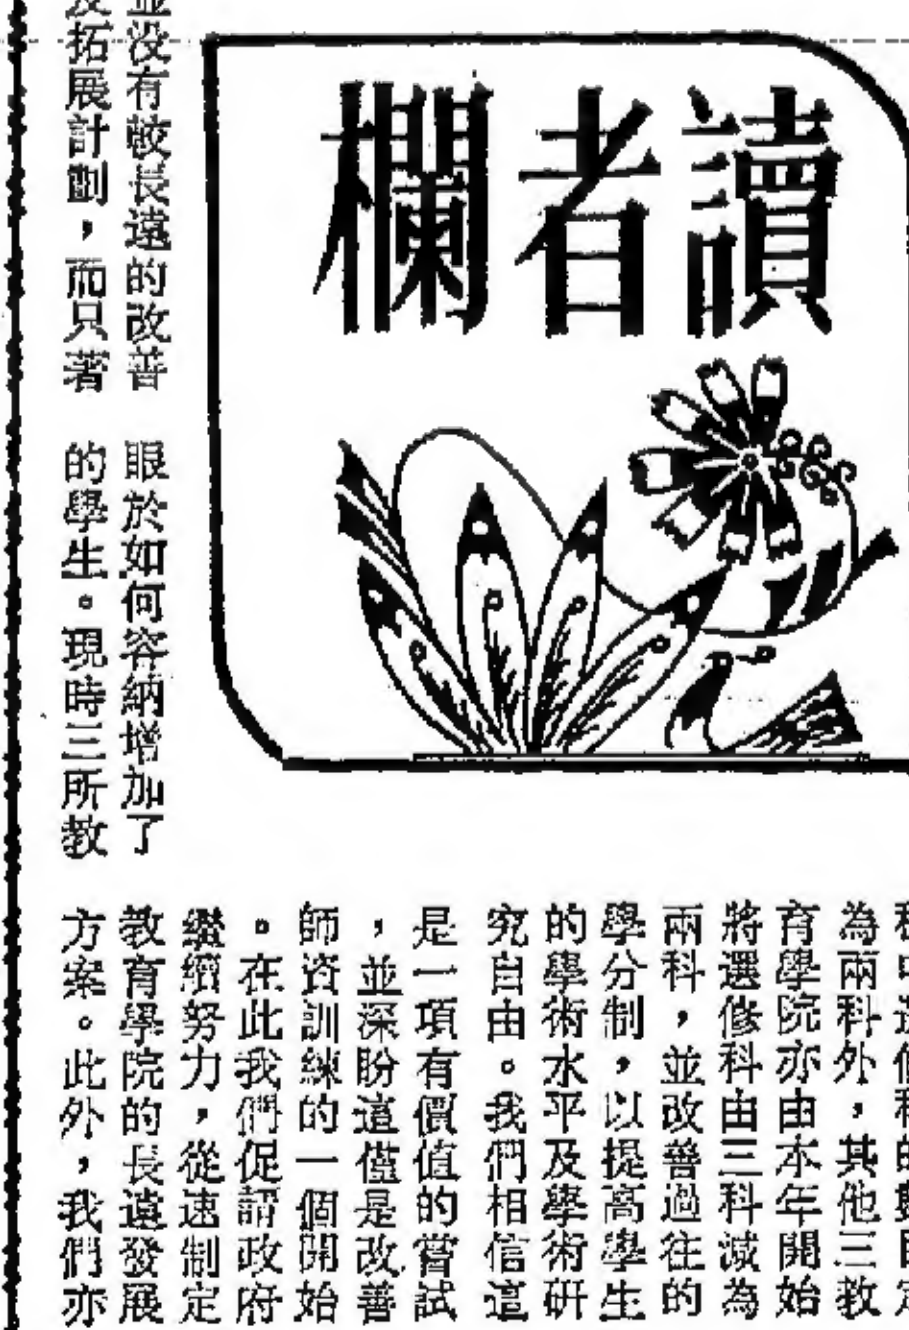 讀者欄
並没有較長遠的改善
拓展計劃，而只著
眼於如何容納增加了
的學生。現時三所教
為兩科外，其他三教
育學院亦由本年開始
將選修科由三科減為
兩科，並改善過往的
學分制，以提高學生
的學術水平及學術研
究自由。我們相信這
是一項有價值的嘗試
，並深盼這僅是改善
師資訓練的一個開始
。在此我們促請政府
繼續努力，從速制定
教育學院的長遠發展
方案。此外，我們亦